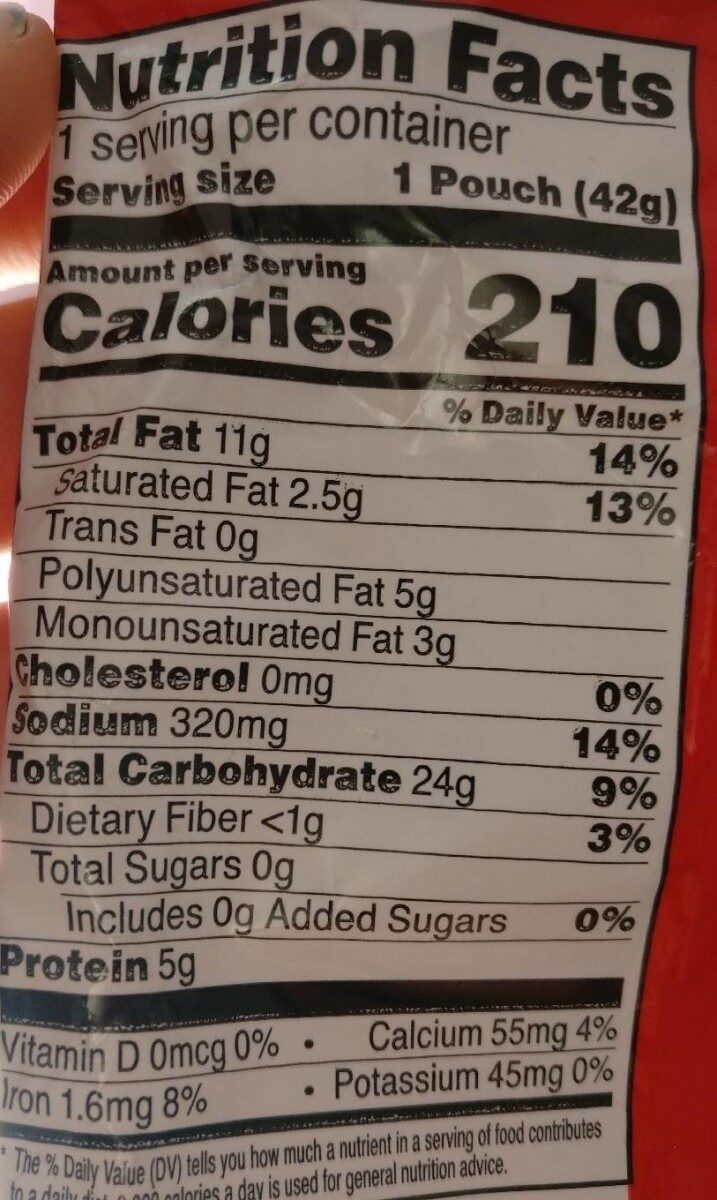 Nutrition Facts
1 serving per container
Serving size 1 Pouch (42g)
Amount per serving
Calories 210
% Daily Value*
Total Fat 11g 14%
Saturated Fat 2.5g 13%
Trans Fat 0g
Polyunsaturated Fat 5g
Monounsaturated Fat 3g
Cholesterol 0mg 0%
Sodium 320mg 14%
Total Carbohydrate 24g 9%
Dietary Fiber <1g 3%
Total Sugars 0g
Includes 0g Added Sugars 0%
Protein 5g
Vitamin D 0mcg 0% • Calcium 55mg 4%
Iron 1.6mg 8% • Potassium 45mg 0%
* The % Daily Value (DV) tells you how much a nutrient in a serving of food contributes
to a daily calories a day is used for general nutrition advice.